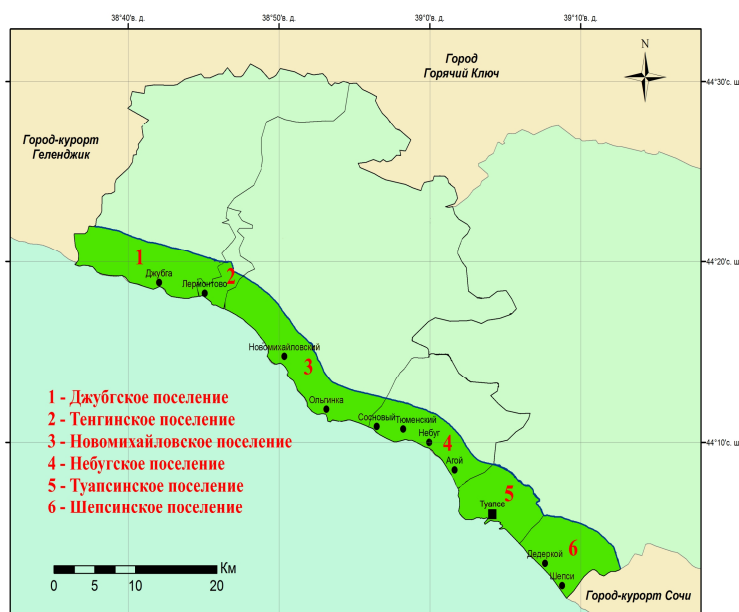 38°40'в. д.
38°50'в. д.
39°0'в. д.
39°10'в. д.
Город
Горячий Ключ
N
44°30'с. ш
Город-курорт
Геленджик
1
2
44°20'с. ш
Джубга
Лермонтово
Новомихайловский
3
Ольгинка
Сосновый
Тюменский
Небуг
4
44°10'с. ш
Агой
5
Туапсе
6
Дедеркой
Шепси
1 - Джубгское поселение
2 - Тенгинское поселение
3 - Новомихайловское поселение
4 - Небугское поселение
5 - Туапсинское поселение
6 - Шепсинское поселение
Км
0 5 10 20
Город-курорт Сочи